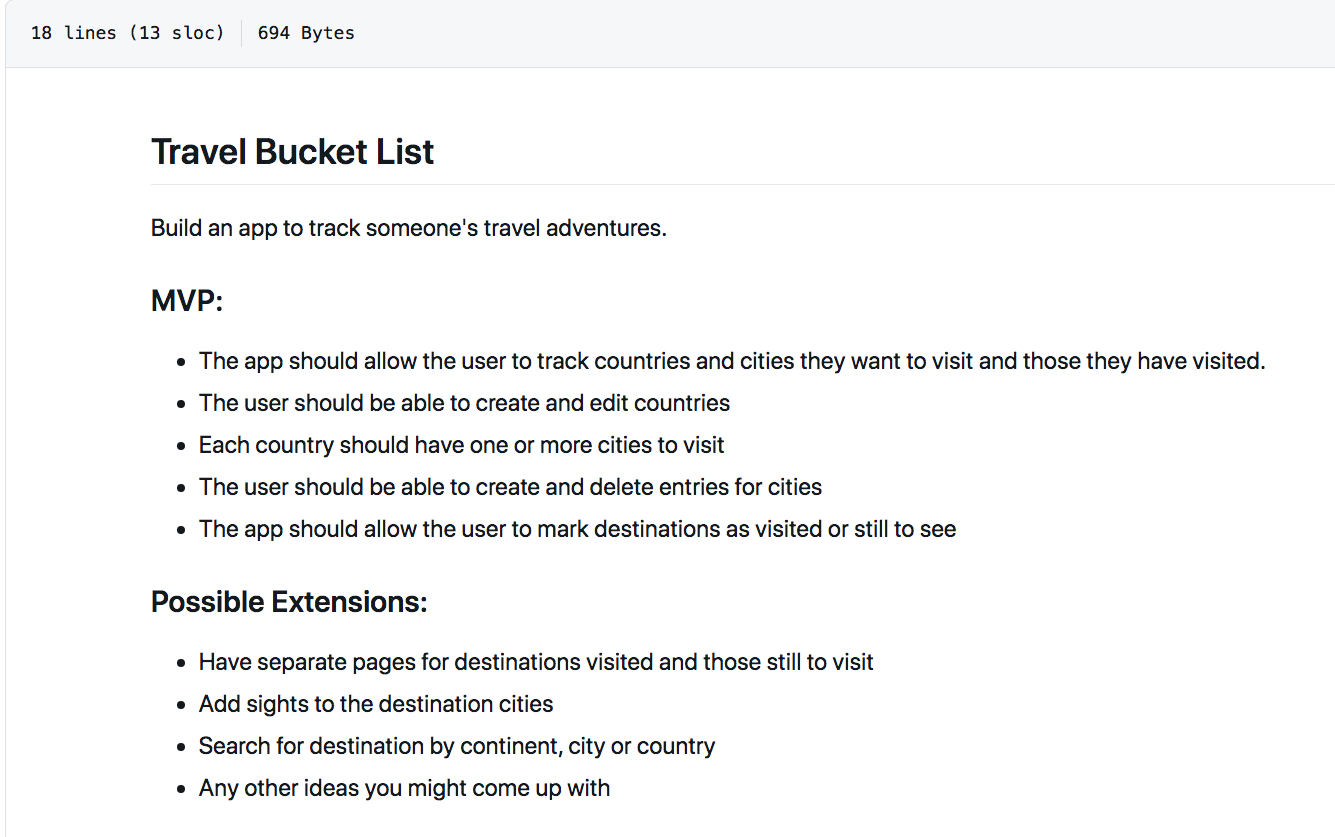 18 lines (13 sloc) 694 Bytes
Travel Bucket List
Build an app to track someone's travel adventures.
MVP:
The app should allow the user to track countries and cities they want to visit and those they have visited.
The user should be able to create and edit countries
Each country should have one or more cities to visit
The user should be able to create and delete entries for cities
The app should allow the user to mark destinations as visited or still to see
Possible Extensions:
Have separate pages for destinations visited and those still to visit
Add sights to the destination cities
Search for destination by continent, city or country
Any other ideas you might come up with